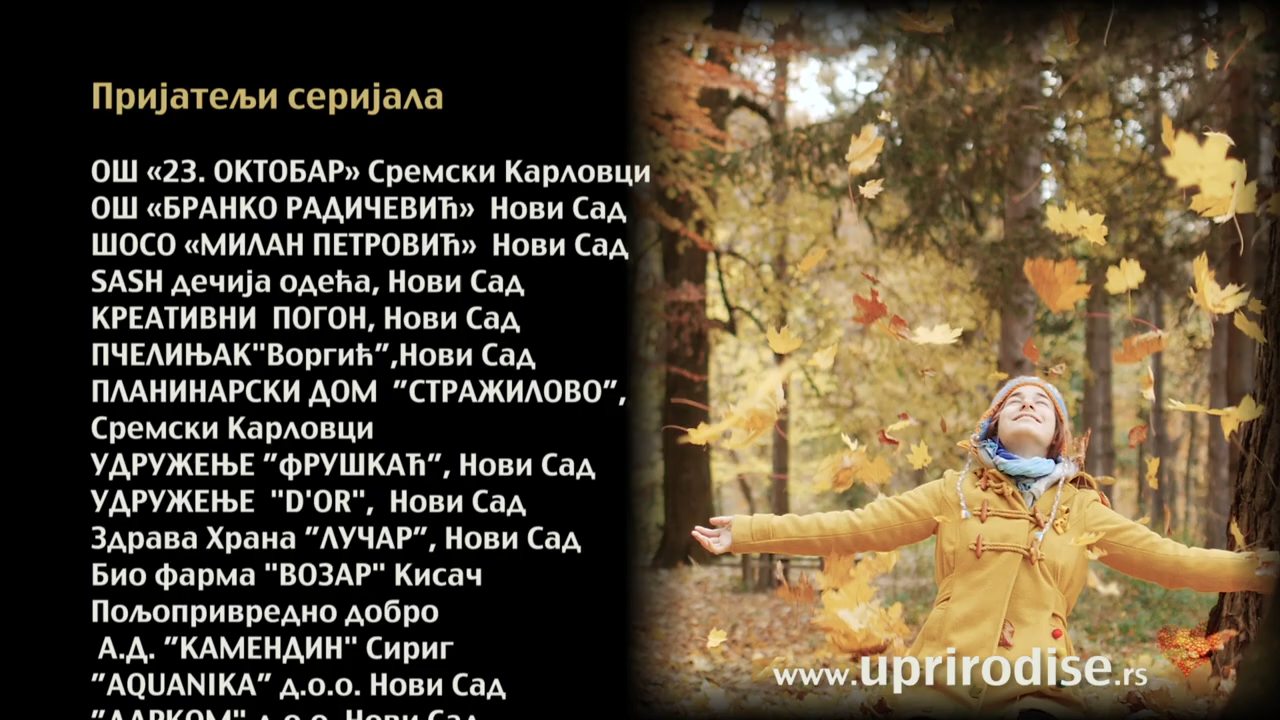 Пријатељи серијала
ОШ «23. ОКТОБАР» Сремски Карловци
ОШ «БРАНКО РАДИЧЕВИЋ» Нови Сад
ШОСО «МИЛАН ПЕТРОВИЋ» Нови Сад
SASH дечија одећа, Нови Сад
КРЕАТИВНИ ПОГОН, Нови Сад
ПЧЕЛИЊАК"Воргић”,Нови Сад
ПЛАНИНАРСКИ ДОМ ”СТРАЖИЛОВО”,
Сремски Карловци
УДРУЖЕЊЕ ”ФРУШКАЋ”, Нови Сад
УДРУЖЕЊЕ "D'OR", Нови Сад
Здрава Храна ”ЛУЧАР”, Нови Сад
Био фарма "ВОЗАР" Кисач
Пољопривредно добро
А.Д. ”КАМЕНДИН" Сириг
”AQUANIKA” д.о.о. Нови Сад
д.о.о. Нови Сад
www.uprirodise.rs